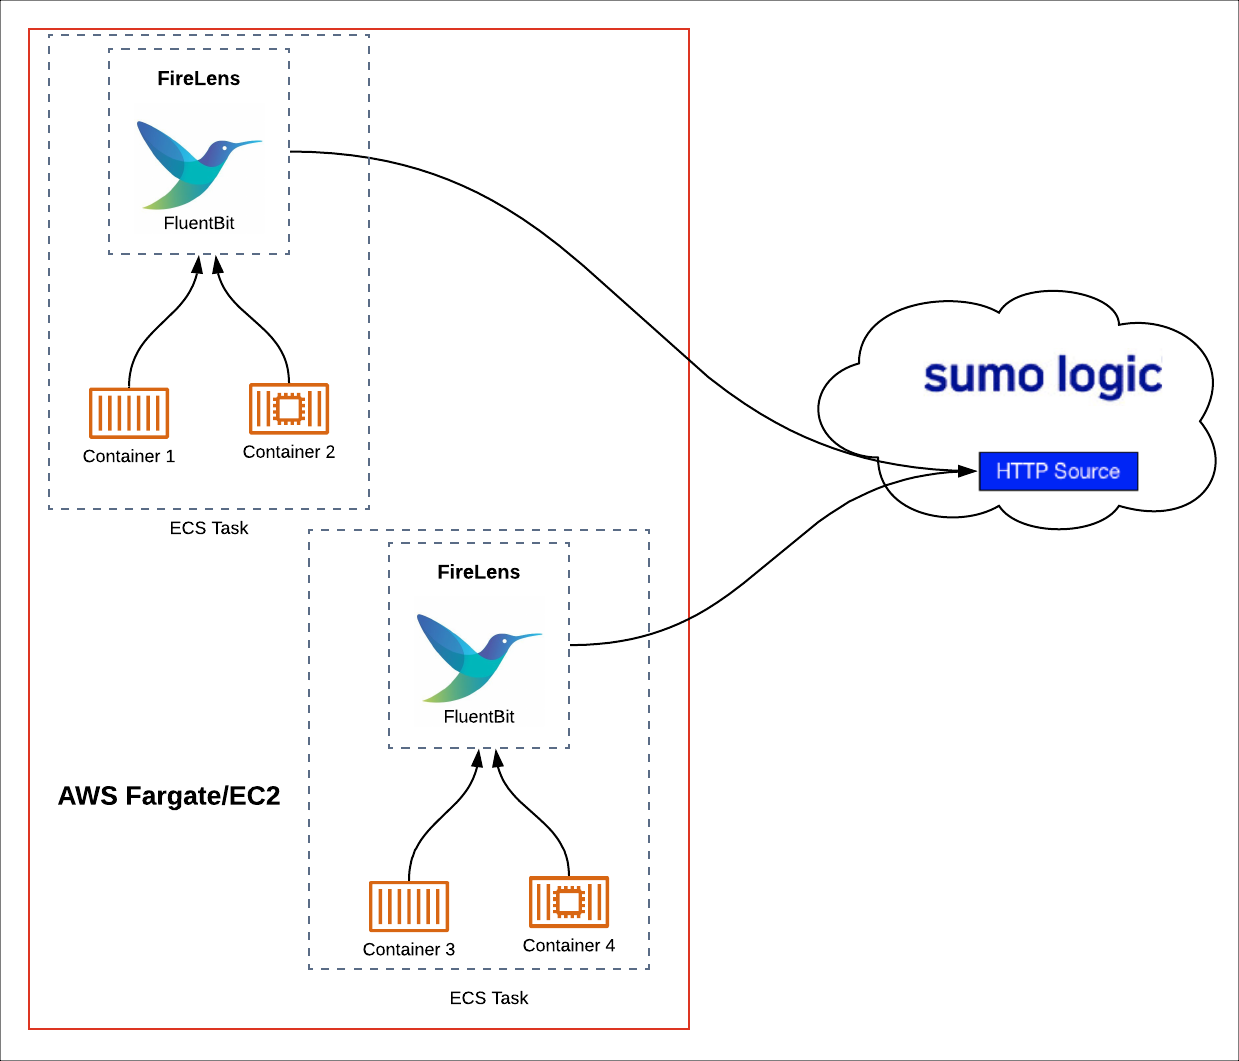 FireLens
FluentBit
Container 1
Container 2
ECS Task
sumo logic
HTTP Source
FireLens
FluentBit
AWS Fargate/EC2
Container 3
Container 4
ECS Task